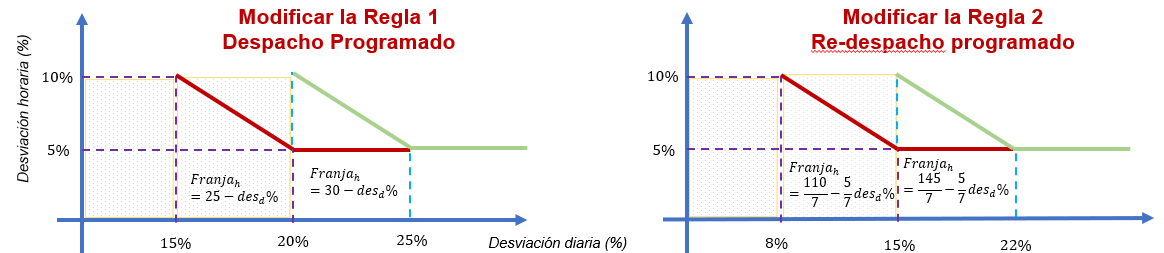 Modificar la Regla 1
Despacho Programado
Desviación horaria (%)
10%
5%
Franja_h
= 25 − des_d%
Franja_h
= 30 − des_d%
15%
20%
25%
Desviación diaria (%)
Modificar la Regla 2
Re-despacho programado
10%
5%
Franja_h
= 110/7 − 5/7 des_d%
Franja_h
= 145/7 − 5/7 des_d%
8%
15%
22%